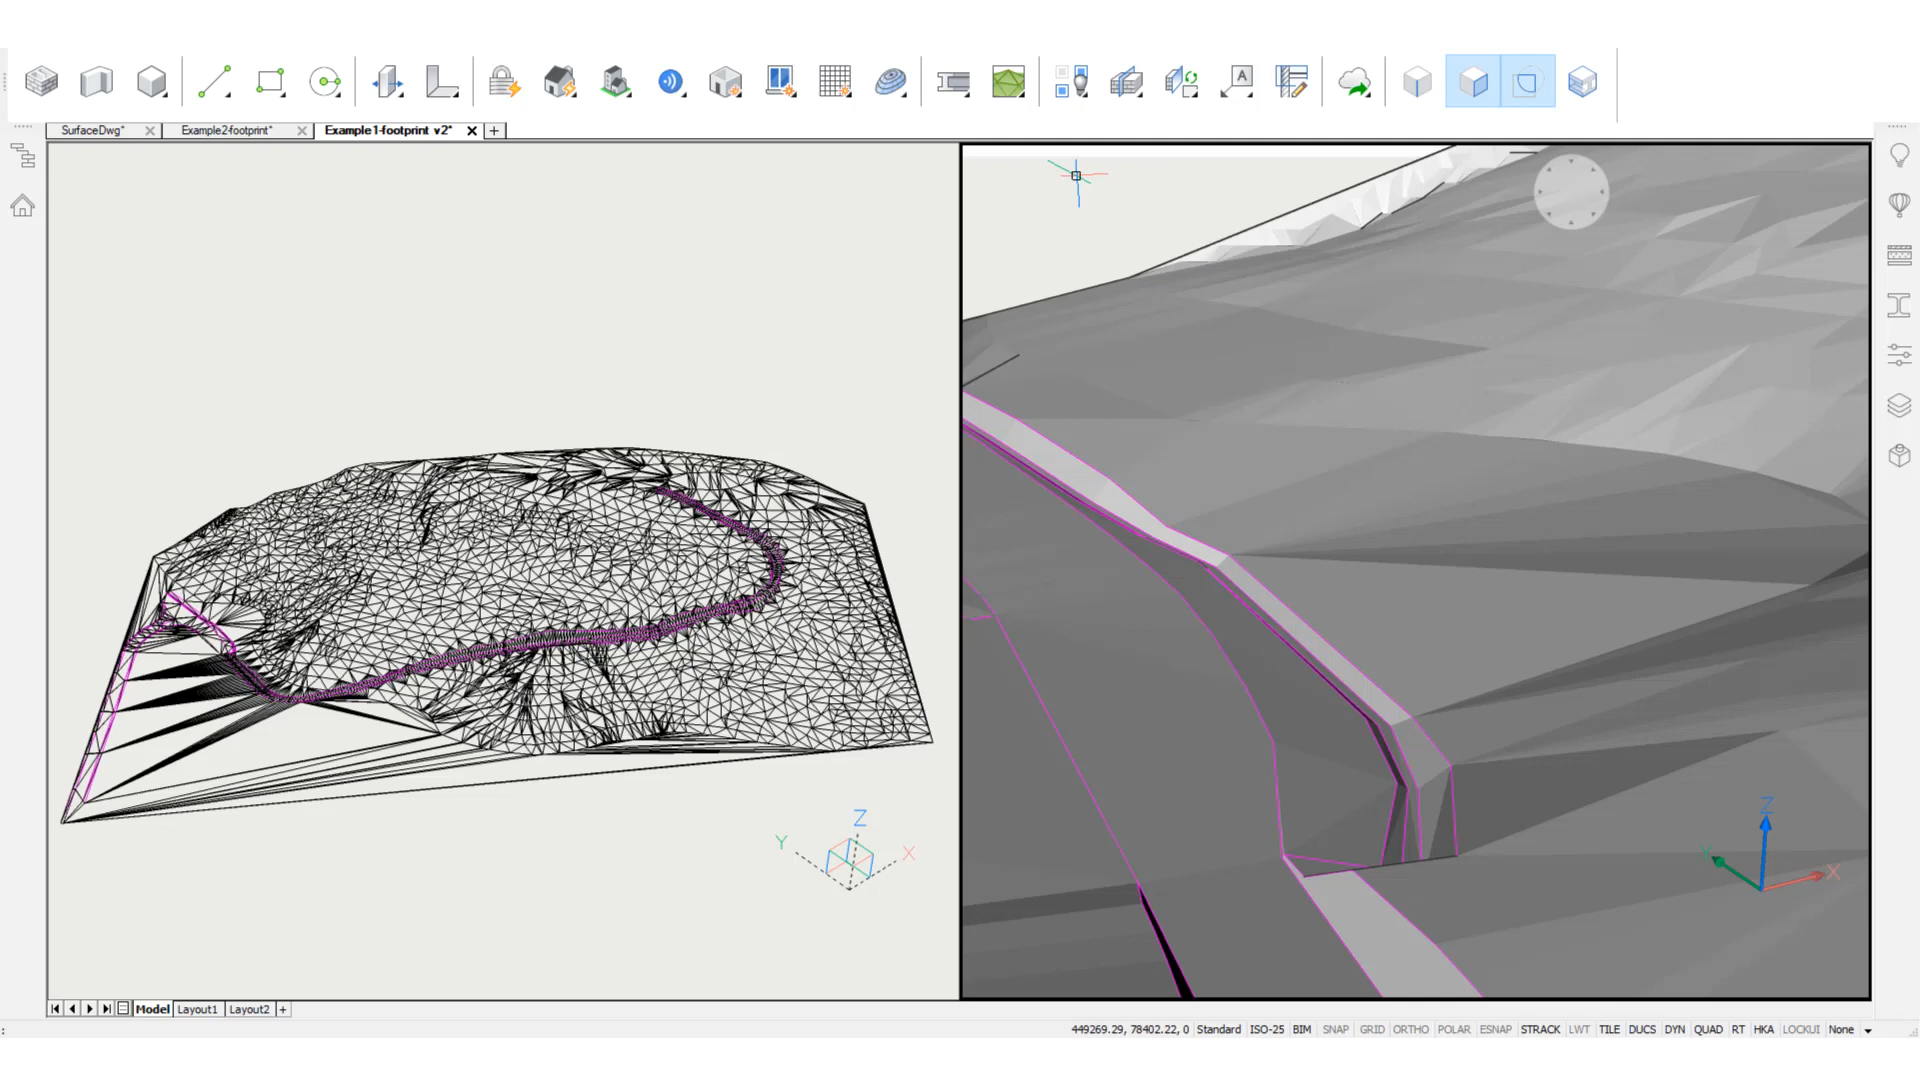 A
SurfaceDwg*
Example2-footprint*
Example1-footprint v2*
Z
Y
X
Z
Y
X
Model
Layout1
Layout2
:
449269.29, 78402.22, 0 Standard ISO-25 BIM SNAP GRID ORTHO POLAR ESNAP STRACK LWT TILE DUCS DYN QUAD RT HKA LOCKUI None